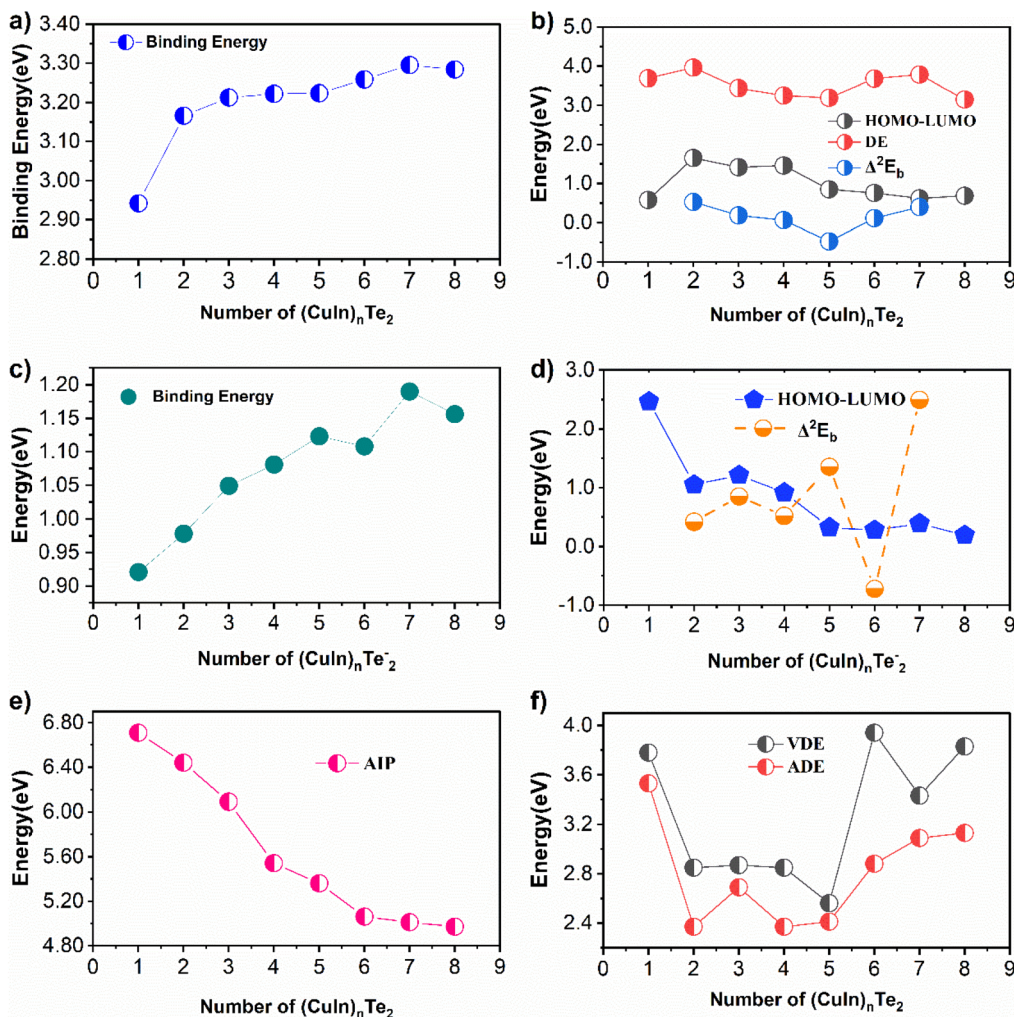 a)
Binding Energy
3.40
3.30
3.20
3.10
3.00
2.90
2.80
Binding Energy(eV)
0 1 2 3 4 5 6 7 8 9
Number of (CuIn)nTe2
b)
5.0
4.0
3.0
2.0
1.0
0.0
-1.0
Energy(eV)
HOMO-LUMO
DE
Δ²Eb
0 1 2 3 4 5 6 7 8 9
Number of (CuIn)nTe2
c)
Binding Energy
1.20
1.15
1.10
1.05
1.00
0.95
0.90
Energy(eV)
0 1 2 3 4 5 6 7 8 9
Number of (CuIn)nTe⁻2
d)
3.0
2.0
1.0
0.0
-1.0
Energy(eV)
HOMO-LUMO
Δ²Eb
0 1 2 3 4 5 6 7 8 9
Number of (CuIn)nTe⁻2
e)
6.80
6.40
6.00
5.60
5.20
4.80
Energy(eV)
AIP
0 1 2 3 4 5 6 7 8 9
Number of (CuIn)nTe2
f)
4.0
3.6
3.2
2.8
2.4
Energy(eV)
VDE
ADE
0 1 2 3 4 5 6 7 8 9
Number of (CuIn)nTe2